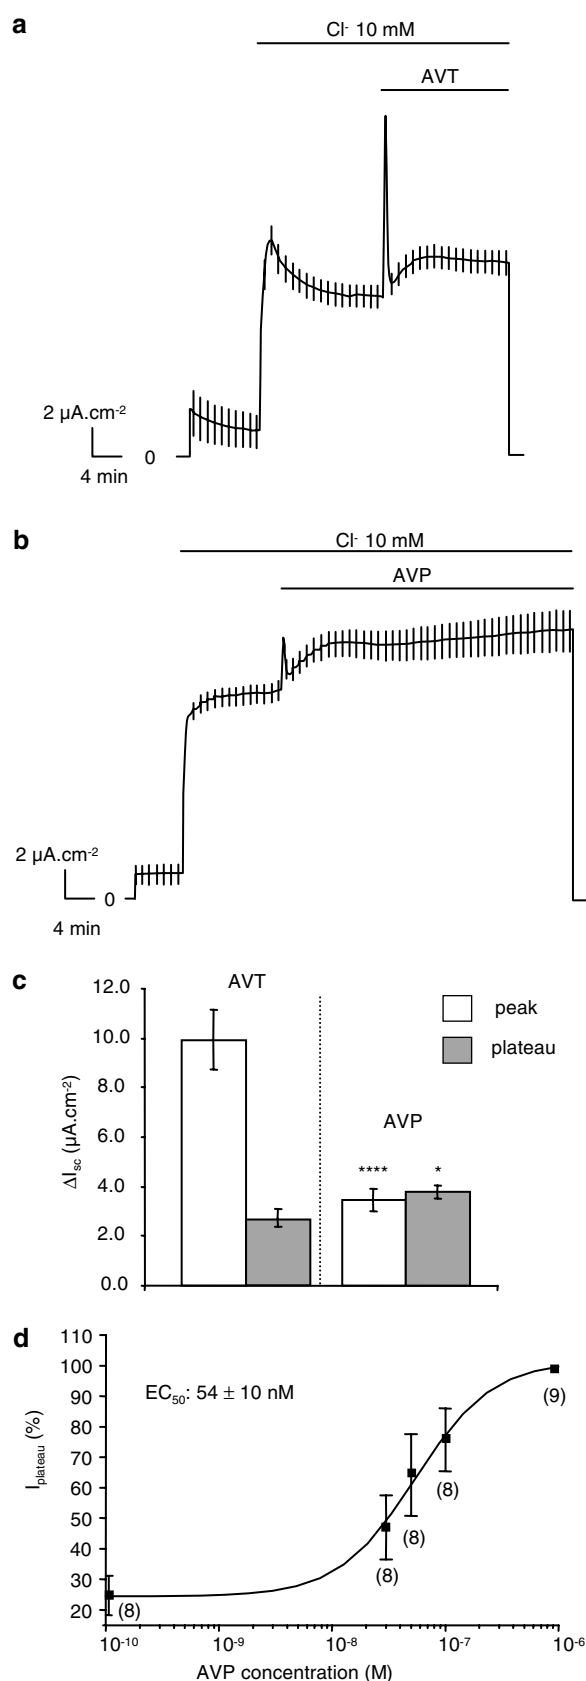 a
Cl- 10 mM
AVT
2 µA.cm-2
0
4 min
b
Cl- 10 mM
AVP
2 µA.cm-2
0
4 min
c
AVT
peak
plateau
AVP
**** *
ΔIsc (µA.cm-2)
12.0
10.0
8.0
6.0
4.0
2.0
0.0
d
EC50: 54 ± 10 nM
Iplateau (%)
110
100
90
80
70
60
50
40
30
20
(8)
(8)
(8)
(8)
(9)
10-10 10-9 10-8 10-7 10-6
AVP concentration (M)